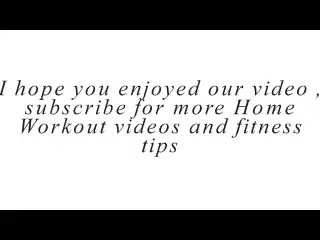 I hope you enjoyed our video ,
subscribe for more Home
Workout videos and fitness
tips